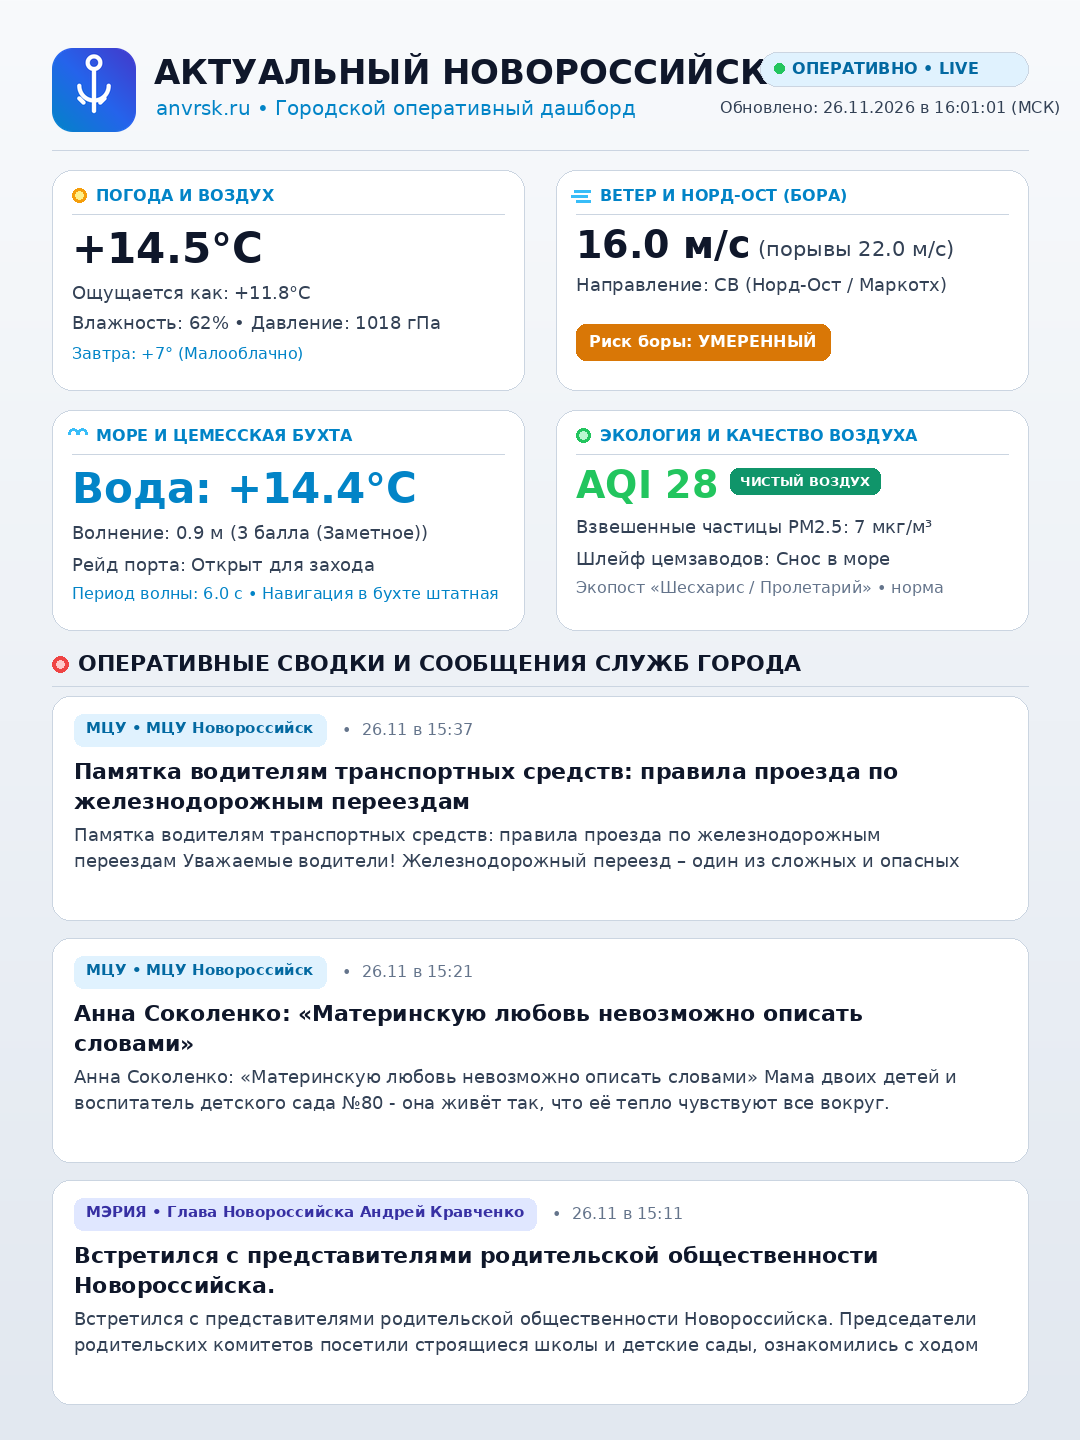 АКТУАЛЬНЫЙ НОВОРОССИЙСК
ОПЕРАТИВНО • LIVE
anvrsk.ru • Городской оперативный дашборд
Обновлено: 26.11.2026 в 16:01:01 (МСК)
ПОГОДА И ВОЗДУХ
+14.5°C
Ощущается как: +11.8°C
Влажность: 62% • Давление: 1018 гПа
Завтра: +7° (Малооблачно)
ВЕТЕР И НОРД-ОСТ (БОРА)
16.0 м/с (порывы 22.0 м/с)
Направление: СВ (Норд-Ост / Маркотх)
Риск боры: УМЕРЕННЫЙ
МОРЕ И ЦЕМЕССКАЯ БУХТА
Вода: +14.4°C
Волнение: 0.9 м (3 балла (Заметное))
Рейд порта: Открыт для захода
Период волны: 6.0 с • Навигация в бухте штатная
ЭКОЛОГИЯ И КАЧЕСТВО ВОЗДУХА
AQI 28 ЧИСТЫЙ ВОЗДУХ
Взвешенные частицы PM2.5: 7 мкг/м³
Шлейф цемзаводов: Снос в море
Экопост «Шесхарис / Пролетарий» • норма
ОПЕРАТИВНЫЕ СВОДКИ И СООБЩЕНИЯ СЛУЖБ ГОРОДА
МЦУ • МЦУ Новороссийск • 26.11 в 15:37
Памятка водителям транспортных средств: правила проезда по
железнодорожным переездам
Памятка водителям транспортных средств: правила проезда по железнодорожным
переездам Уважаемые водители! Железнодорожный переезд – один из сложных и опасных
МЦУ • МЦУ Новороссийск • 26.11 в 15:21
Анна Соколенко: «Материнскую любовь невозможно описать
словами»
Анна Соколенко: «Материнскую любовь невозможно описать словами» Мама двоих детей и
воспитатель детского сада №80 - она живёт так, что её тепло чувствуют все вокруг.
МЭРИЯ • Глава Новороссийска Андрей Кравченко • 26.11 в 15:11
Встретился с представителями родительской общественности
Новороссийска.
Встретился с представителями родительской общественности Новороссийска. Председатели
родительских комитетов посетили строящиеся школы и детские сады, ознакомились с ходом